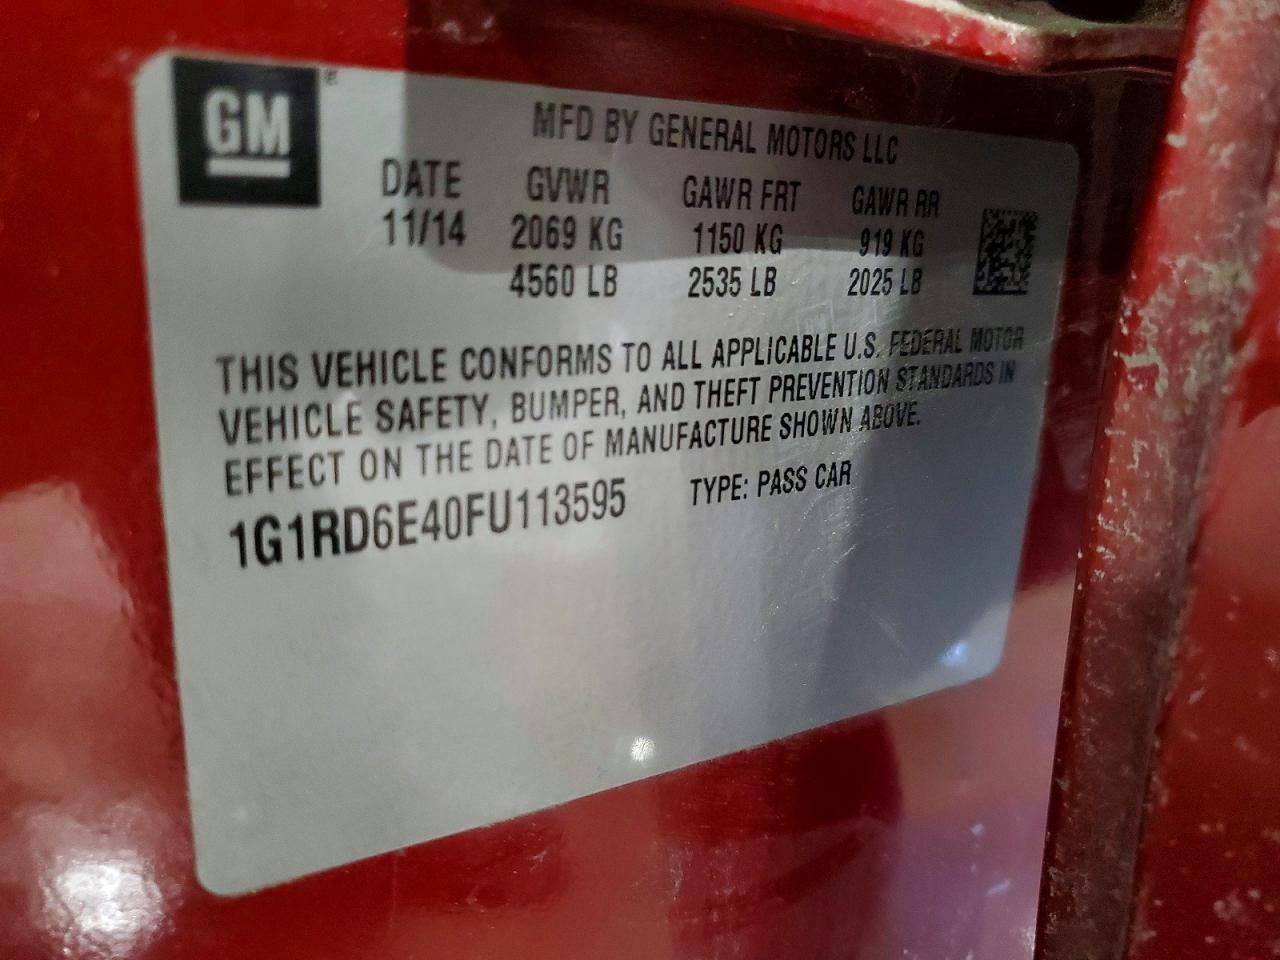 GM ®
MFD BY GENERAL MOTORS LLC
DATE GVWR GAWR FRT GAWR RR
11/14 2069 KG 1150 KG 919 KG
4560 LB 2535 LB 2025 LB
THIS VEHICLE CONFORMS TO ALL APPLICABLE U.S. FEDERAL MOTOR
VEHICLE SAFETY, BUMPER, AND THEFT PREVENTION STANDARDS IN
EFFECT ON THE DATE OF MANUFACTURE SHOWN ABOVE.
1G1RD6E40FU113595 TYPE: PASS CAR